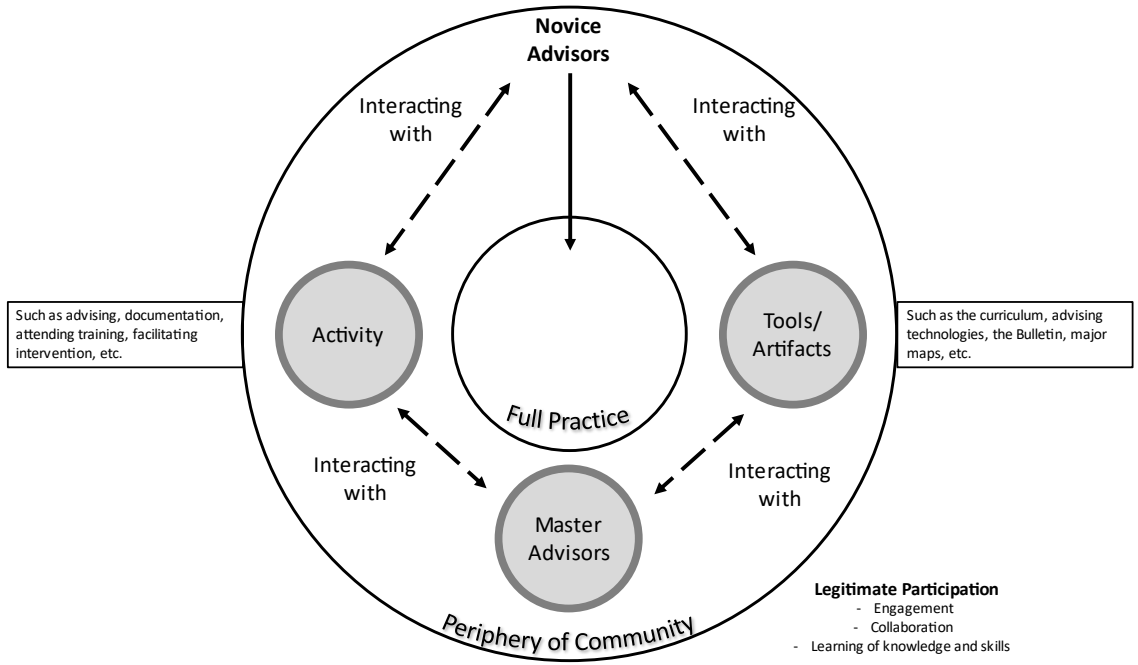 Novice
Advisors
Interacting
with
Interacting
with
Such as advising, documentation,
attending training, facilitating
intervention, etc.
Activity
Tools/
Artifacts
Such as the curriculum, advising
technologies, the Bulletin, major
maps, etc.
Full Practice
Interacting
with
Interacting
with
Master
Advisors
Periphery of Community
Legitimate Participation
- Engagement
- Collaboration
- Learning of knowledge and skills